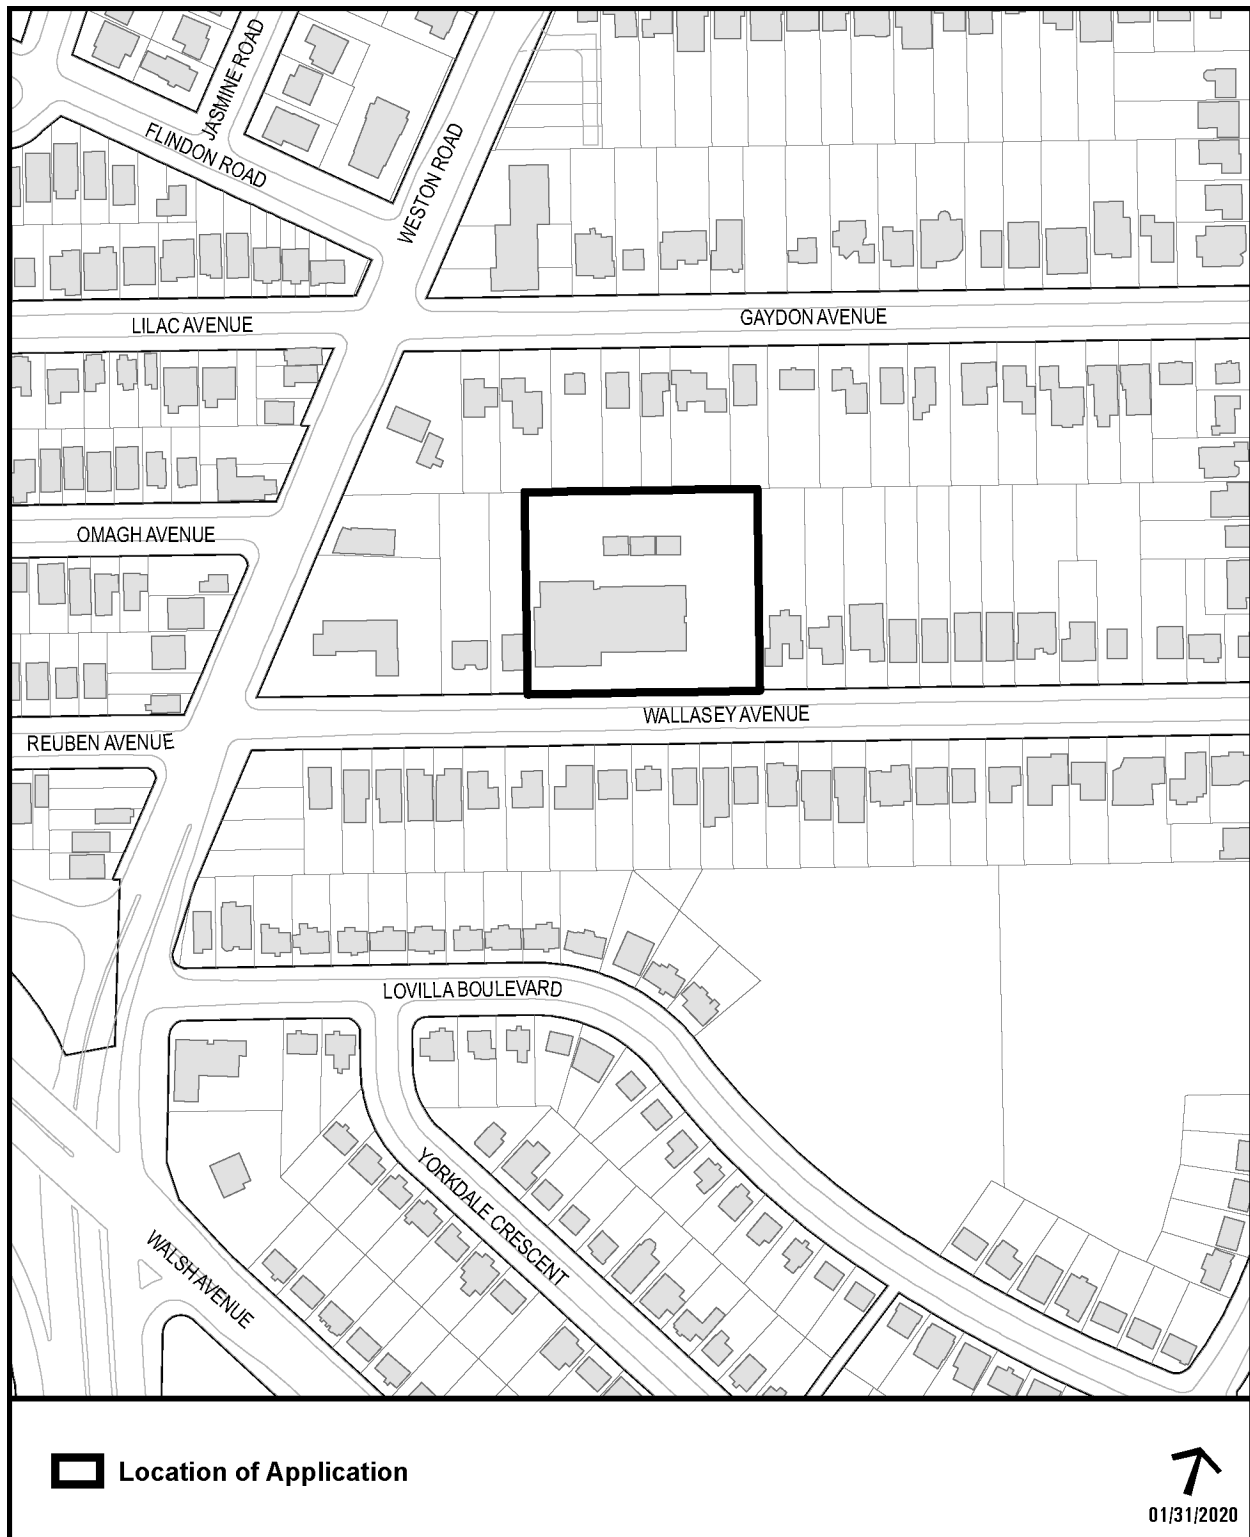 JASMINE ROAD
FLINDON ROAD
WESTON ROAD
LILAC AVENUE
GAYDON AVENUE
OMAGH AVENUE
WALLASEY AVENUE
REUBEN AVENUE
LOVILLA BOULEVARD
YORKDALE CRESCENT
WALSH AVENUE
Location of Application
01/31/2020